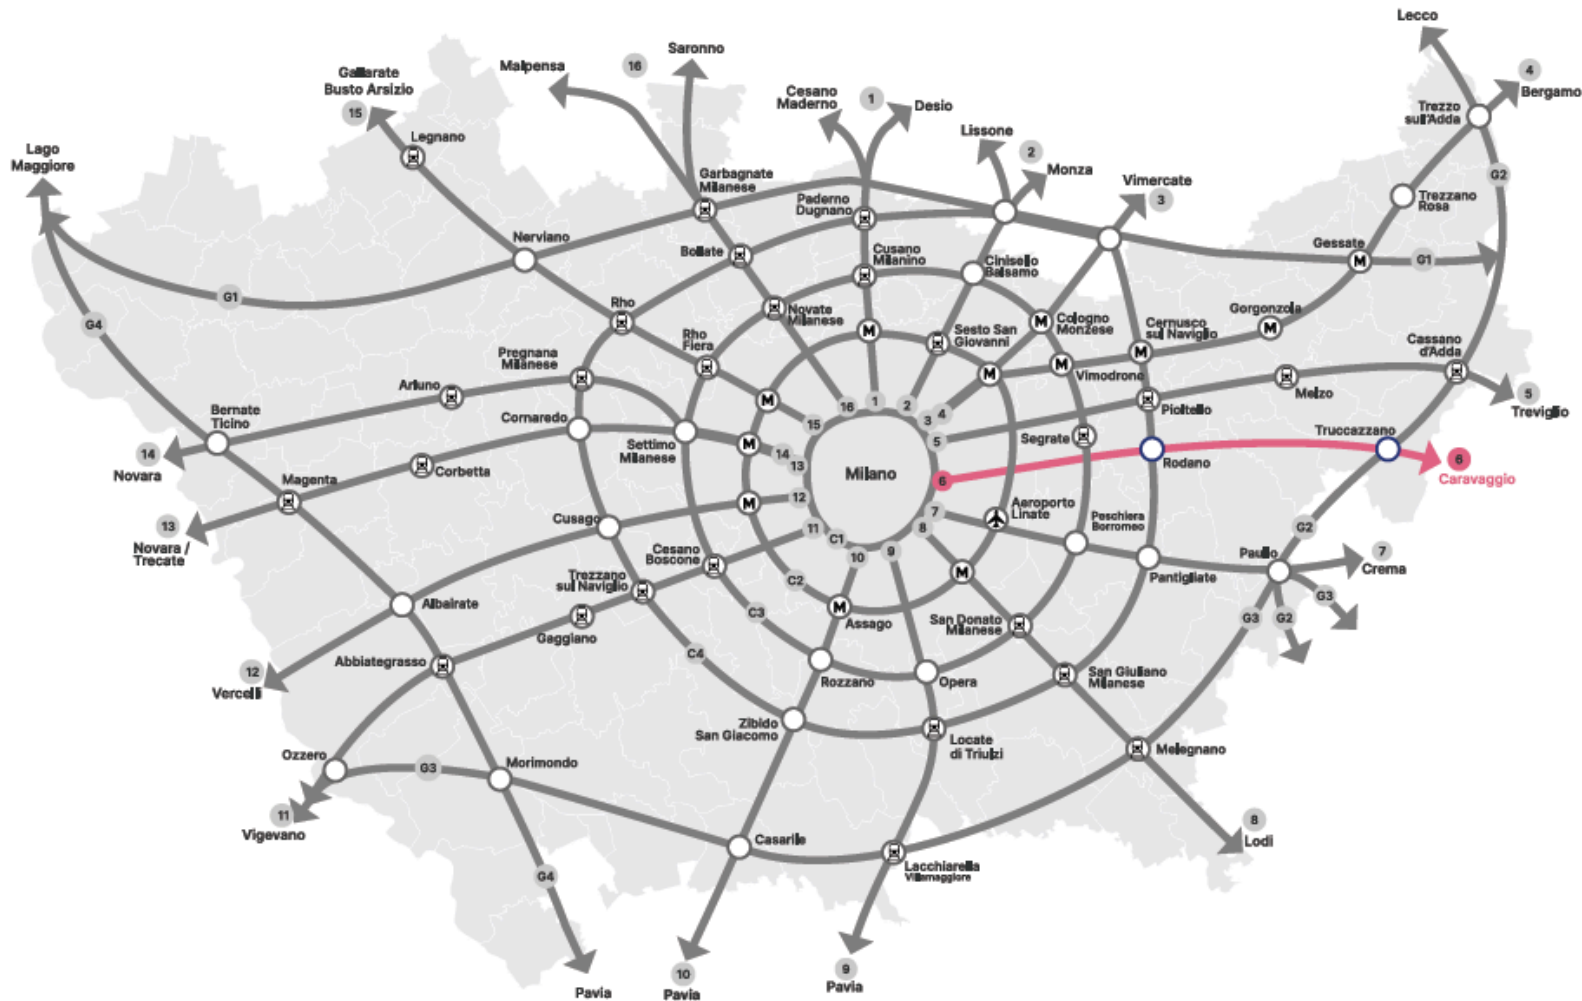 Lecco
4
Bergamo
Trezzo
sull'Adda
G2
Trezzano
Rosa
Saronno
16
Malpensa
Gallarate
Busto Arsizio
15
Legnano
Cesano
Maderno
1
Desio
Lissone
2
Monza
Vimercate
3
Lago
Maggiore
Garbagnate
Milanese
Paderno
Dugnano
Nerviano
Bollate
Cusano
Milanino
Cinisello
Balsamo
Gessate
M
G1
G1
G4
Rho
Novate
Milanese
M
Sesto San
Giovanni
M
Cologno
Monzese
Cernusco
sul Naviglio
M
Gorgonzola
M
Cassano
d'Adda
Rho
Fiera
Pregnana
Milanese
M
M
M
Vimodrone
Arluno
Melzo
5
Treviglio
Pioltello
16
1
2
3
4
15
5
Bernate
Ticino
Cornaredo
Settimo
Milanese
M
14
13
Milano
Segrate
Rodano
Truccazzano
6
Caravaggio
14
Novara
Corbetta
Magenta
6
12
M
13
Novara /
Trecate
Cusago
11
C1
10
9
8
7
Aeroporto
Linate
Peschiera
Borromeo
G2
Cesano
Boscone
Trezzano
sul Naviglio
C2
M
Pantigliate
Paullo
7
Crema
G3
Albairate
Gaggiano
C3
M
Assago
San Donato
Milanese
G3
G2
C4
Abbiategrasso
12
Vercelli
Rozzano
Opera
San Giuliano
Milanese
Zibido
San Giacomo
Locate
di Triulzi
Melegnano
Ozzero
G3
Morimondo
11
Vigevano
8
Lodi
Casarile
Lacchiarella
Villamaggiore
G4
10
Pavia
9
Pavia
Pavia